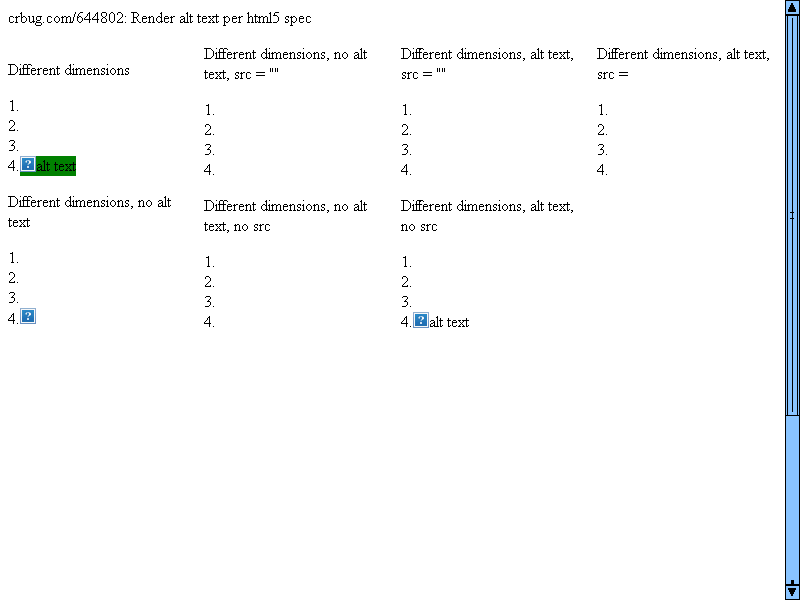 crbug.com/644802: Render alt text per html5 spec
Different dimensions
1.
2.
3.
4. ? alt text
Different dimensions, no alt
text, src = ""
1.
2.
3.
4.
Different dimensions, alt text,
src = ""
1.
2.
3.
4.
Different dimensions, alt text,
src =
1.
2.
3.
4.
Different dimensions, no alt
text
1.
2.
3.
4. ?
Different dimensions, no alt
text, no src
1.
2.
3.
4.
Different dimensions, alt text,
no src
1.
2.
3.
4. ? alt text